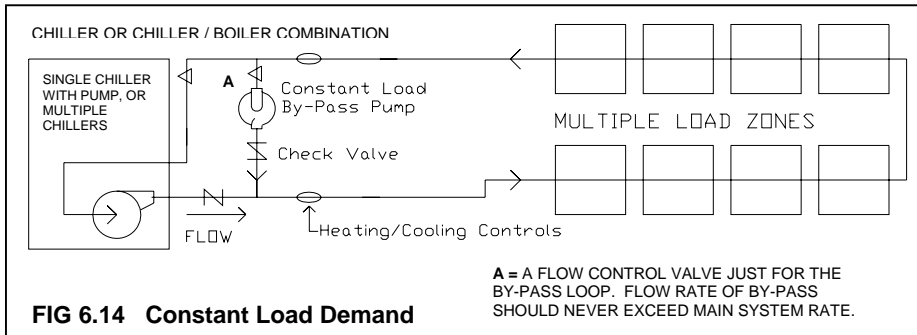 CHILLER OR CHILLER / BOILER COMBINATION
SINGLE CHILLER
WITH PUMP, OR
MULTIPLE
CHILLERS
A
Constant Load
By-Pass Pump
MULTIPLE LOAD ZONES
Check Valve
FLOW
Heating/Cooling Controls
A = A FLOW CONTROL VALVE JUST FOR THE
BY-PASS LOOP. FLOW RATE OF BY-PASS
SHOULD NEVER EXCEED MAIN SYSTEM RATE.
FIG 6.14 Constant Load Demand